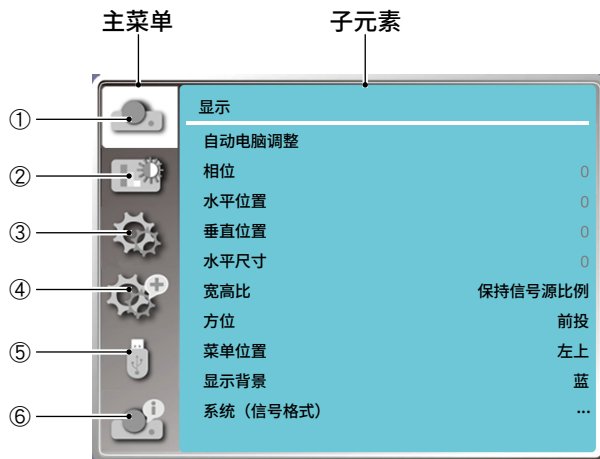 主菜单 子元素
显示
① 自动电脑调整
相位 0
② 水平位置 0
垂直位置 0
③ 水平尺寸 0
④ 宽高比 保持信号源比例
方位 前投
⑤ 菜单位置 左上
显示背景 蓝
⑥ 系统（信号格式） ...